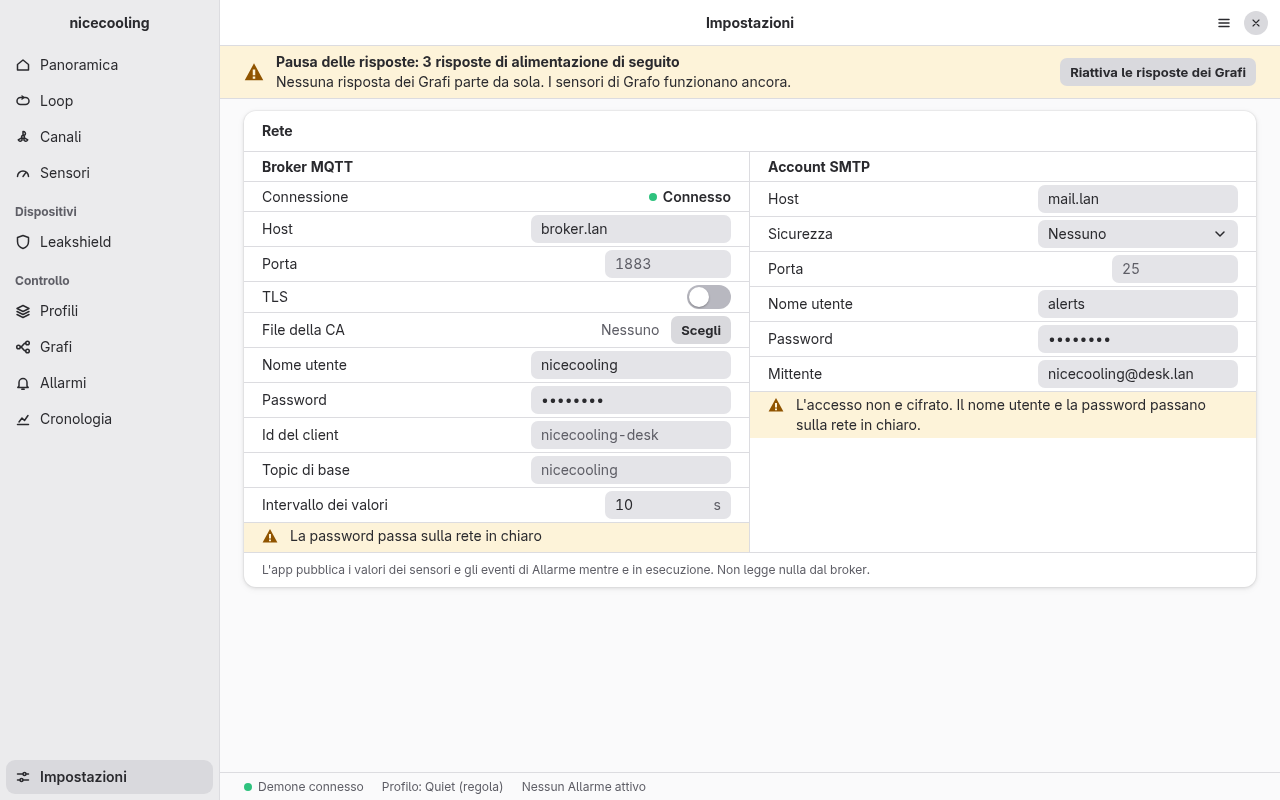 nicecooling
Impostazioni
Panoramica
Loop
Canali
Sensori
Dispositivi
Leakshield
Controllo
Profili
Grafi
Allarmi
Cronologia
Impostazioni
Pausa delle risposte: 3 risposte di alimentazione di seguito
Nessuna risposta dei Grafi parte da sola. I sensori di Grafo funzionano ancora.
Riattiva le risposte dei Grafi
Rete
Broker MQTT
Connessione Connesso
Host broker.lan
Porta 1883
TLS
File della CA Nessuno Scegli
Nome utente nicecooling
Password ••••••••
Id del client nicecooling-desk
Topic di base nicecooling
Intervallo dei valori 10 s
La password passa sulla rete in chiaro
Account SMTP
Host mail.lan
Sicurezza Nessuno
Porta 25
Nome utente alerts
Password ••••••••
Mittente nicecooling@desk.lan
L'accesso non e cifrato. Il nome utente e la password passano
sulla rete in chiaro.
L'app pubblica i valori dei sensori e gli eventi di Allarme mentre e in esecuzione. Non legge nulla dal broker.
Demone connesso Profilo: Quiet (regola) Nessun Allarme attivo